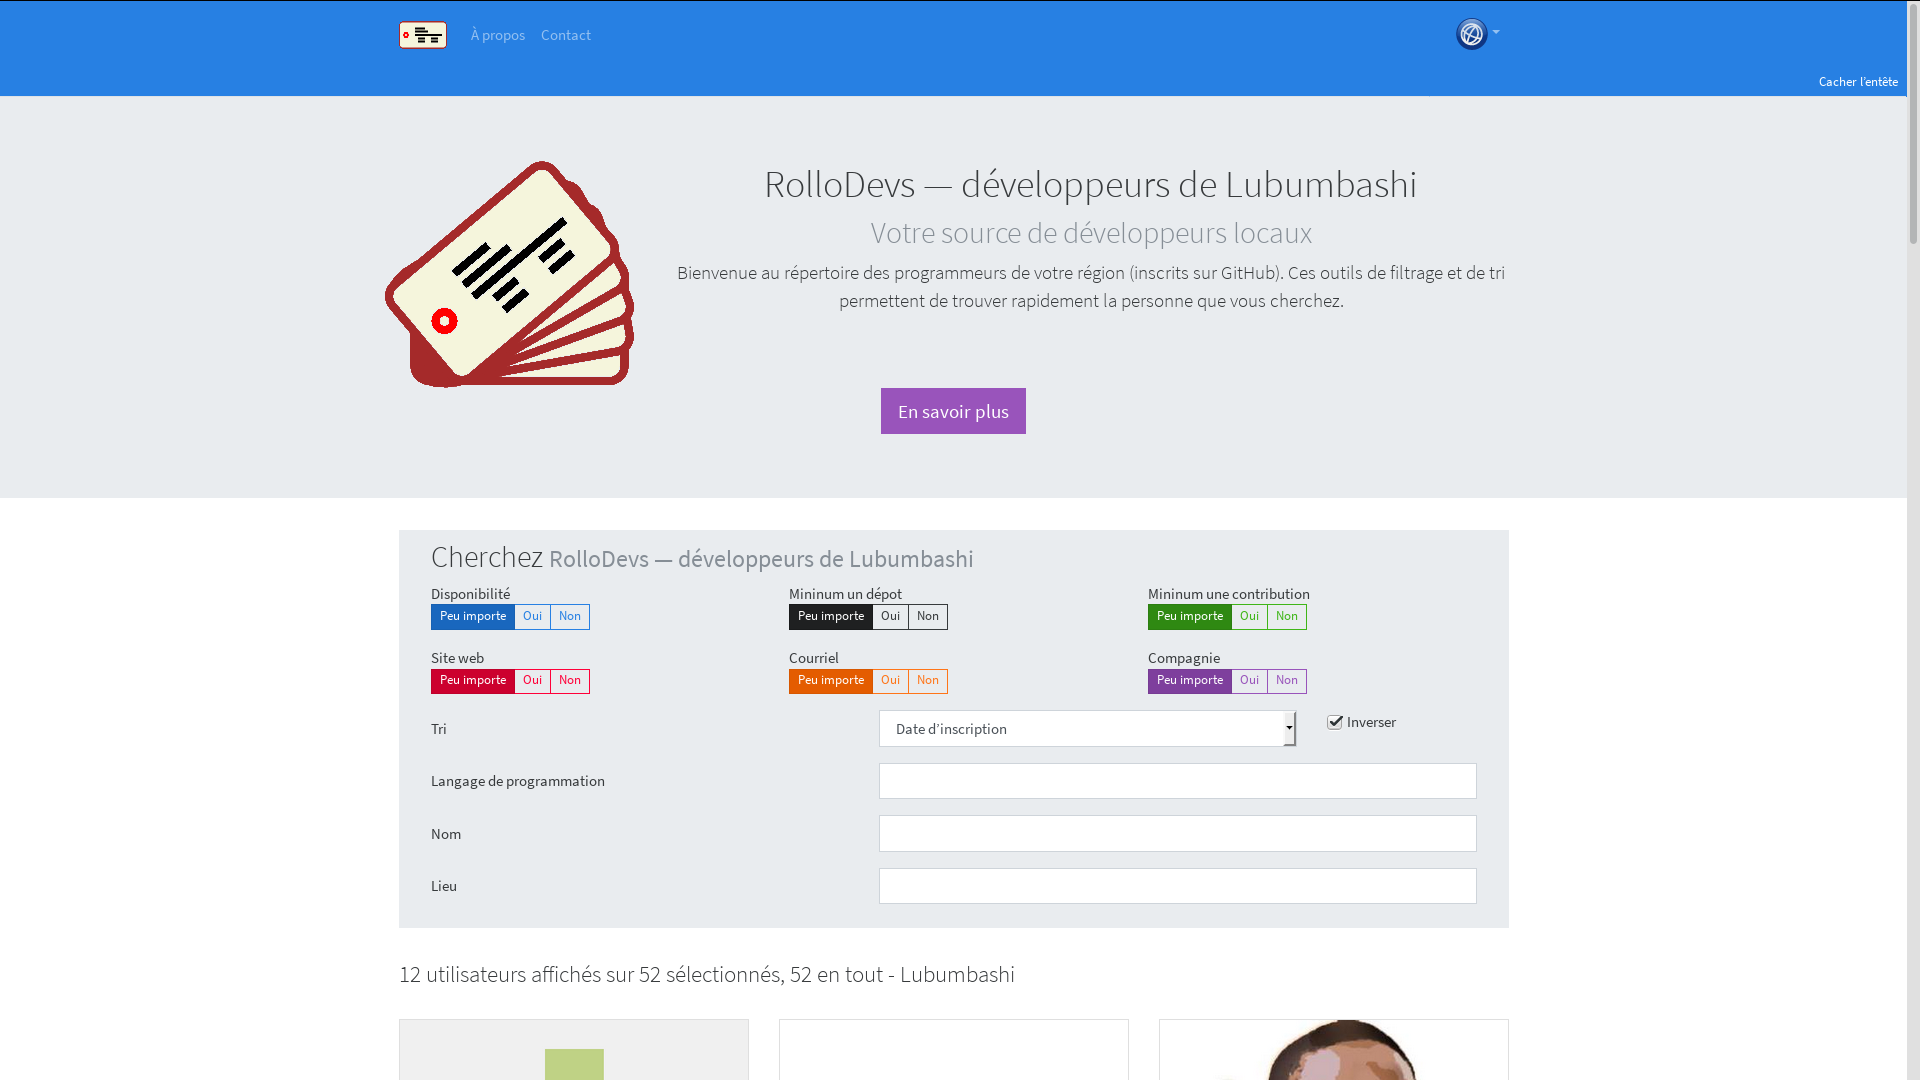 À propos
Contact
Cacher l'entête
RolloDevs — développeurs de Lubumbashi
Votre source de développeurs locaux
Bienvenue au répertoire des programmeurs de votre région (inscrits sur GitHub). Ces outils de filtrage et de tri
permettent de trouver rapidement la personne que vous cherchez.
En savoir plus
Cherchez RolloDevs — développeurs de Lubumbashi
Disponibilité
Peu importe Oui Non
Mininum un dépot
Peu importe Oui Non
Mininum une contribution
Peu importe Oui Non
Site web
Peu importe Oui Non
Courriel
Peu importe Oui Non
Compagnie
Peu importe Oui Non
Tri
Date d’inscription
Inverser
Langage de programmation
Nom
Lieu
12 utilisateurs affichés sur 52 sélectionnés, 52 en tout - Lubumbashi